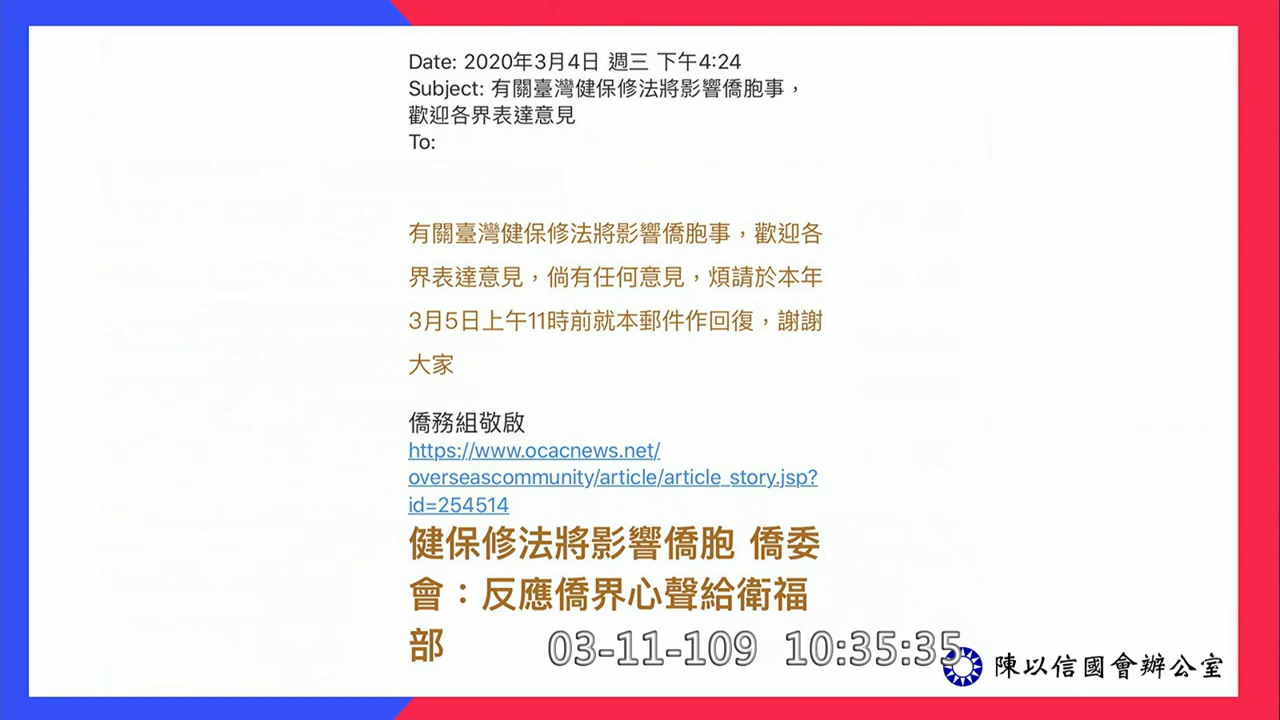 Date: 2020年3月4日 週三 下午4:24
Subject: 有關臺灣健保修法將影響僑胞事，
歡迎各界表達意見
To:
有關臺灣健保修法將影響僑胞事，歡迎各
界表達意見，倘有任何意見，煩請於本年
3月5日上午11時前就本郵件作回復，謝謝
大家
僑務組敬啟
https://www.ocacnews.net/
overseascommunity/article/article_story.jsp?
id=254514
健保修法將影響僑胞 僑委
會：反應僑界心聲給衛福
部
03-11-109 10:35:35
陳以信國會辦公室